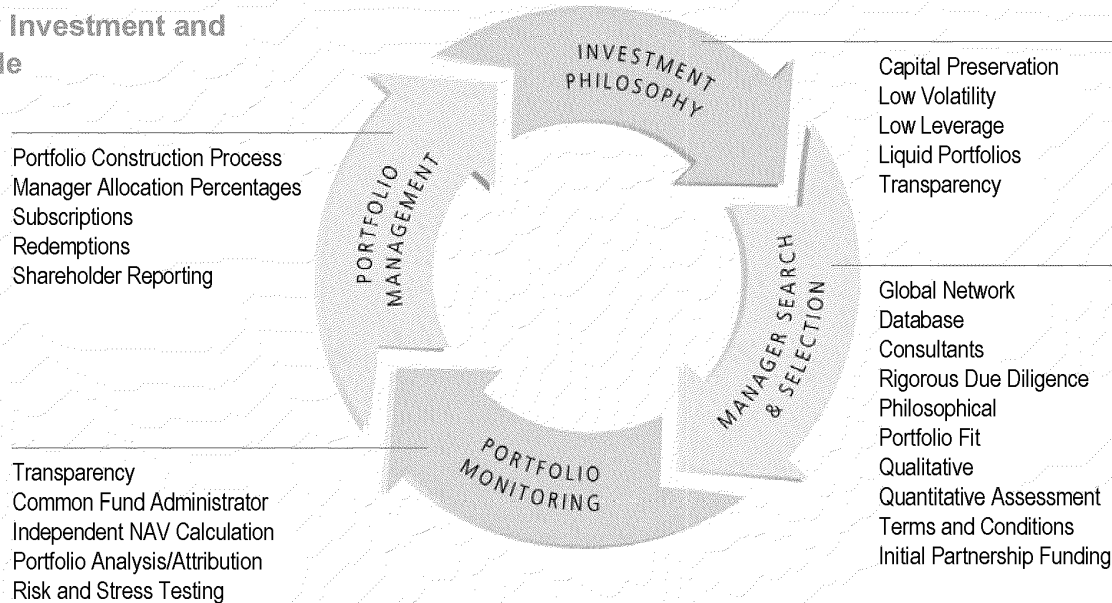 Investment and
INVESTMENT
PHILOSOPHY
Capital Preservation
Low Volatility
Low Leverage
Liquid Portfolios
Transparency
Portfolio Construction Process
Manager Allocation Percentages
Subscriptions
Redemptions
Shareholder Reporting
PORTFOLIO
MANAGEMENT
MANAGER SEARCH
& SELECTION
Global Network
Database
Consultants
Rigorous Due Diligence
Philosophical
Portfolio Fit
Qualitative
Quantitative Assessment
Terms and Conditions
Initial Partnership Funding
PORTFOLIO
MONITORING
Transparency
Common Fund Administrator
Independent NAV Calculation
Portfolio Analysis/Attribution
Risk and Stress Testing